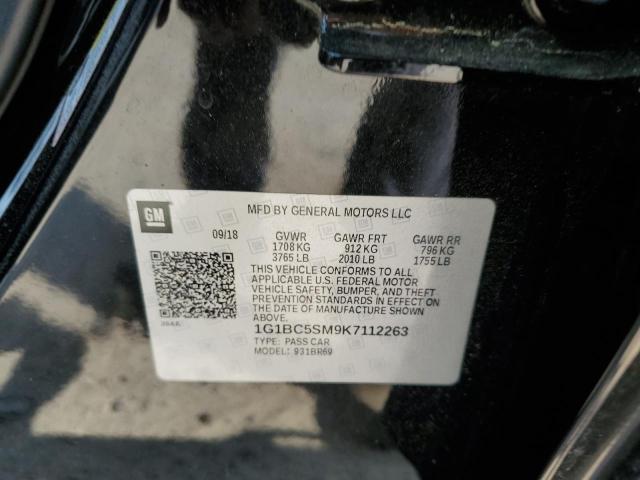 GM
MFD BY GENERAL MOTORS LLC
09/18 GVWR GAWR FRT GAWR RR
1708 KG 912 KG 796 KG
3765 LB 2010 LB 1755 LB
THIS VEHICLE CONFORMS TO ALL
APPLICABLE U.S. FEDERAL MOTOR
VEHICLE SAFETY, BUMPER, AND THEFT
PREVENTION STANDARDS IN EFFECT ON
THE DATE OF MANUFACTURE SHOWN
ABOVE.
1G1BC5SM9K7112263
TYPE: PASS CAR
MODEL: 931BR69